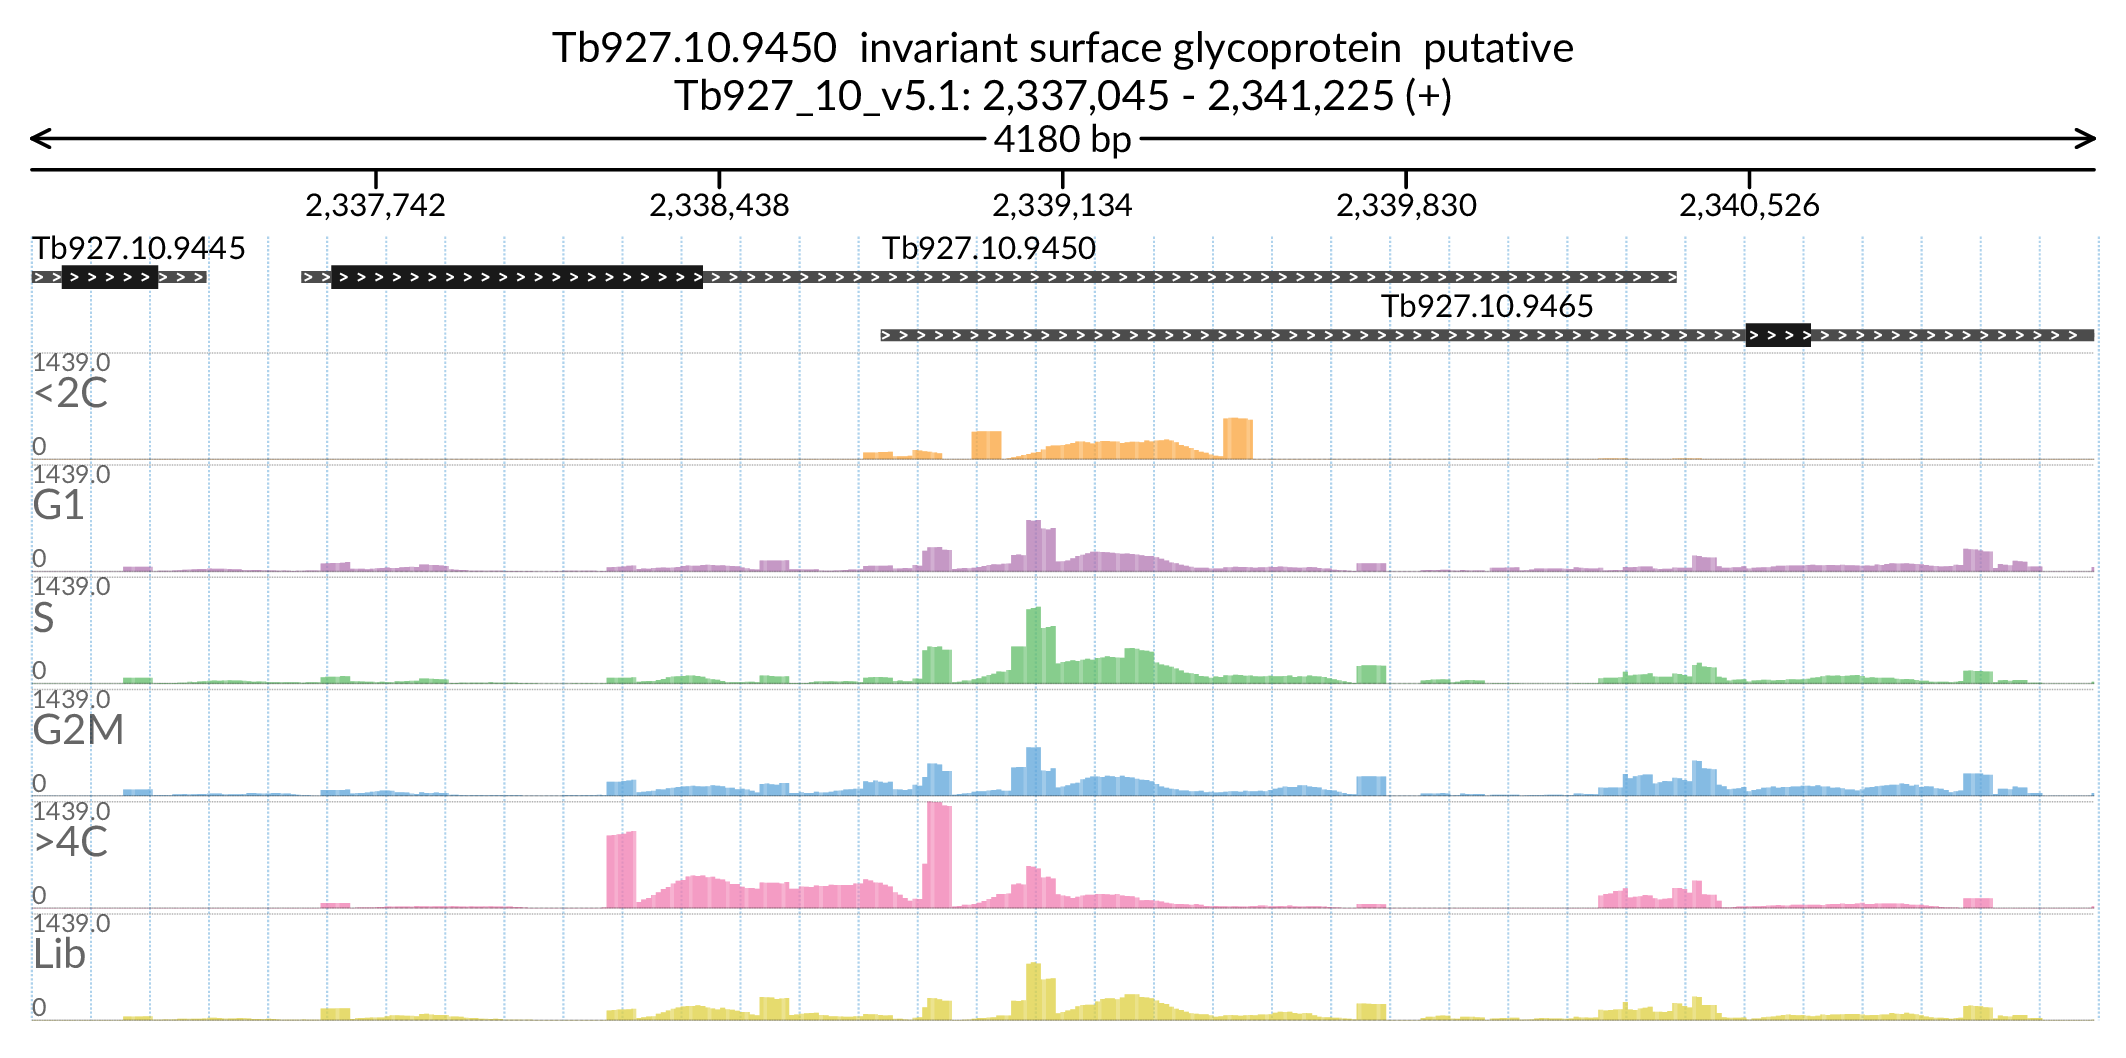 Tb927.10.9450  invariant surface glycoprotein  putative
Tb927_10_v5.1: 2,337,045 - 2,341,225 (+)
4180 bp
2,337,742 2,338,438 2,339,134 2,339,830 2,340,526
Tb927.10.9445 Tb927.10.9450
Tb927.10.9465
1439.0
<2C
0
1439.0
G1
0
1439.0
S
0
1439.0
G2M
0
1439.0
>4C
0
1439.0
Lib
0